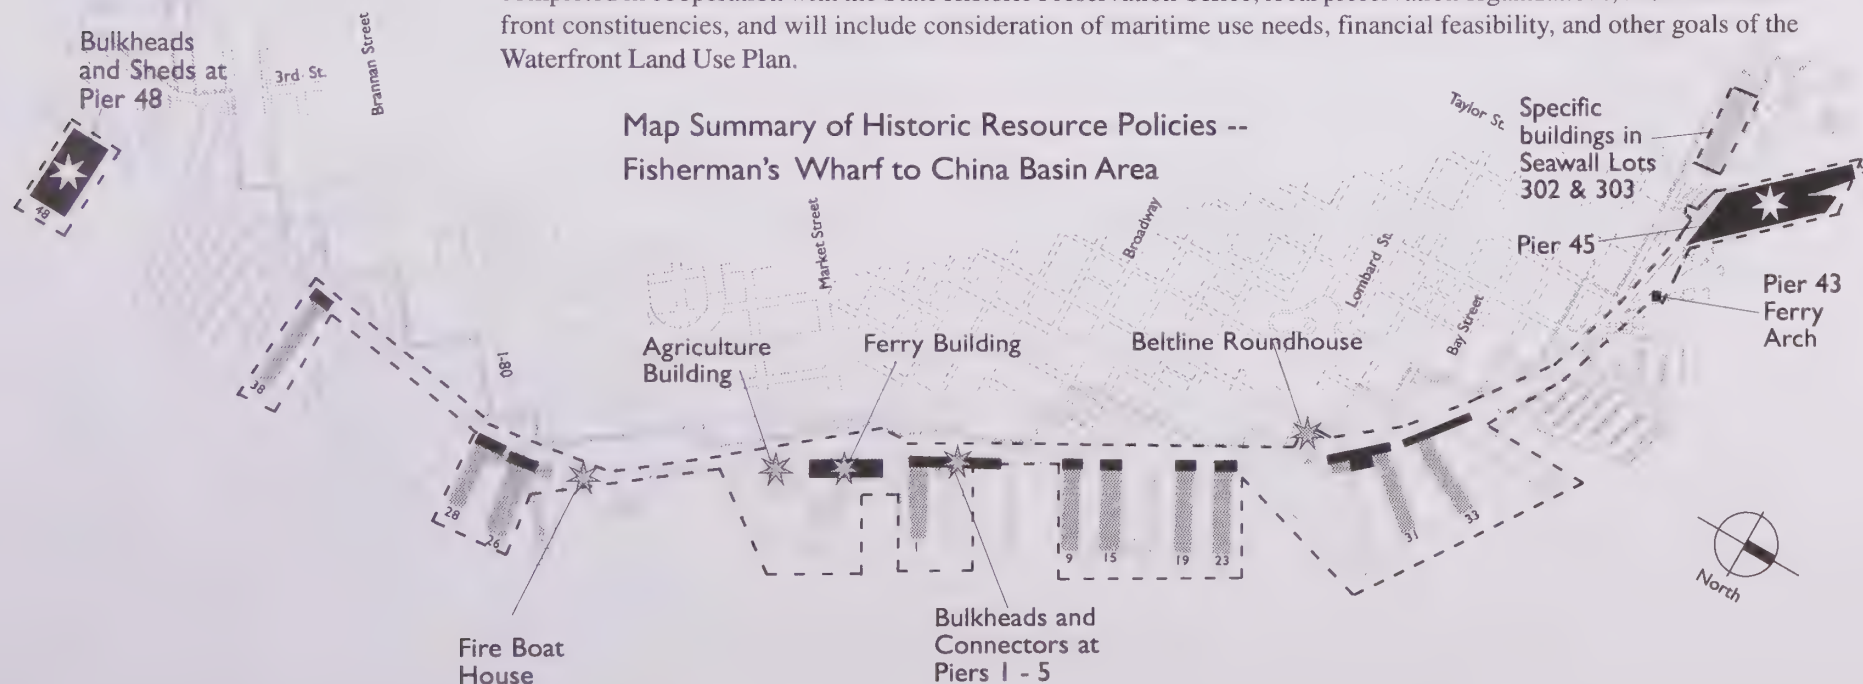 front constituencies, and will include consideration of maritime use needs, financial feasibility, and other goals of the
Waterfront Land Use Plan.
Map Summary of Historic Resource Policies --
Fisherman's Wharf to China Basin Area
Bulkheads
and Sheds at
Pier 48
3rd St.
Brannan Street
48
38
I-80
28
26
Fire Boat
House
Market Street
Agriculture
Building
Ferry Building
1
Bulkheads and
Connectors at
Piers 1 - 5
Broadway
9
15
19
23
Beltline Roundhouse
Lombard St.
Bay Street
31
33
Taylor St.
Specific
buildings in
Seawall Lots
302 & 303
Pier 45
Pier 43
Ferry
Arch
North